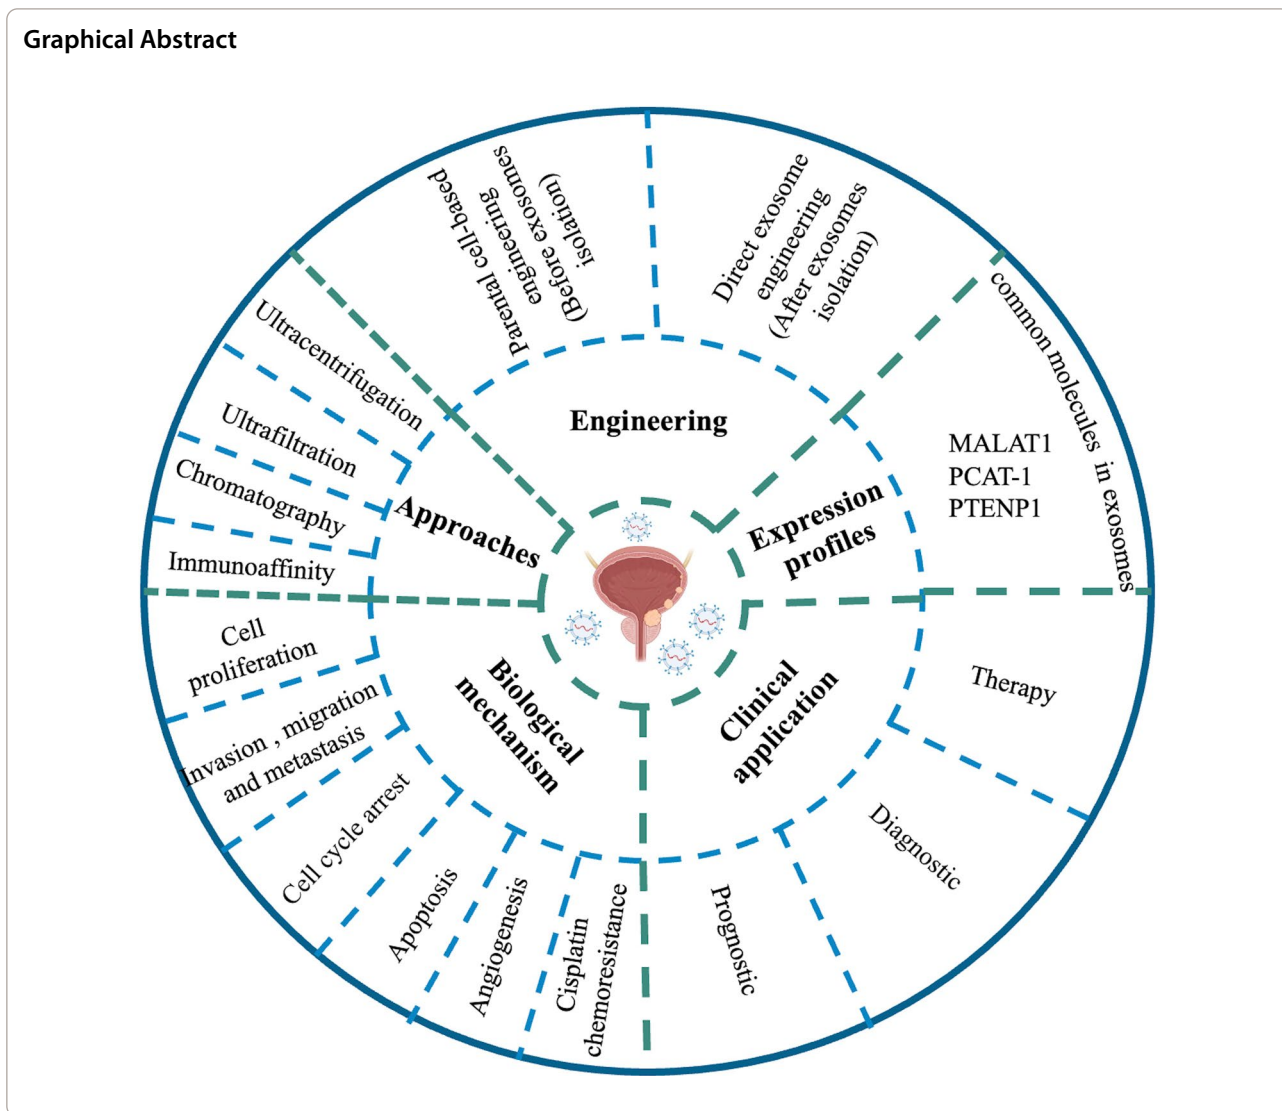 Graphical Abstract
Parental cell-based
engineering
(Before exosomes
isolation)
Direct exosome
engineering
(After exosomes
isolation)
Engineering
common molecules in exosomes
MALAT1
PCAT-1
PTENP1
Expression
profiles
Ultracentrifugation
Ultrafiltration
Chromatography
Immunoaffinity
Approaches
Cell
proliferation
Invasion , migration
and metastasis
Cell cycle arrest
Apoptosis
Angiogenesis
Cisplatin
chemoresistance
Biological
mechanism
Clinical
application
Therapy
Diagnostic
Prognostic